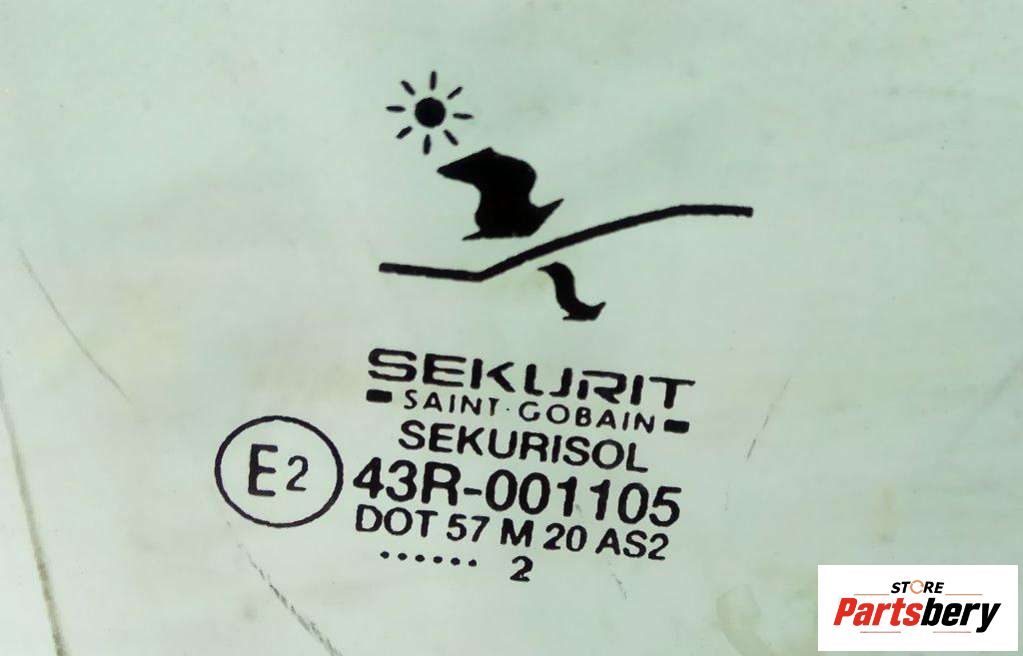 SEKURIT
SAINT·GOBAIN
SEKURISOL
E2
43R-001105
DOT 57 M 20 AS2
...... 2
STORE
Partsbery